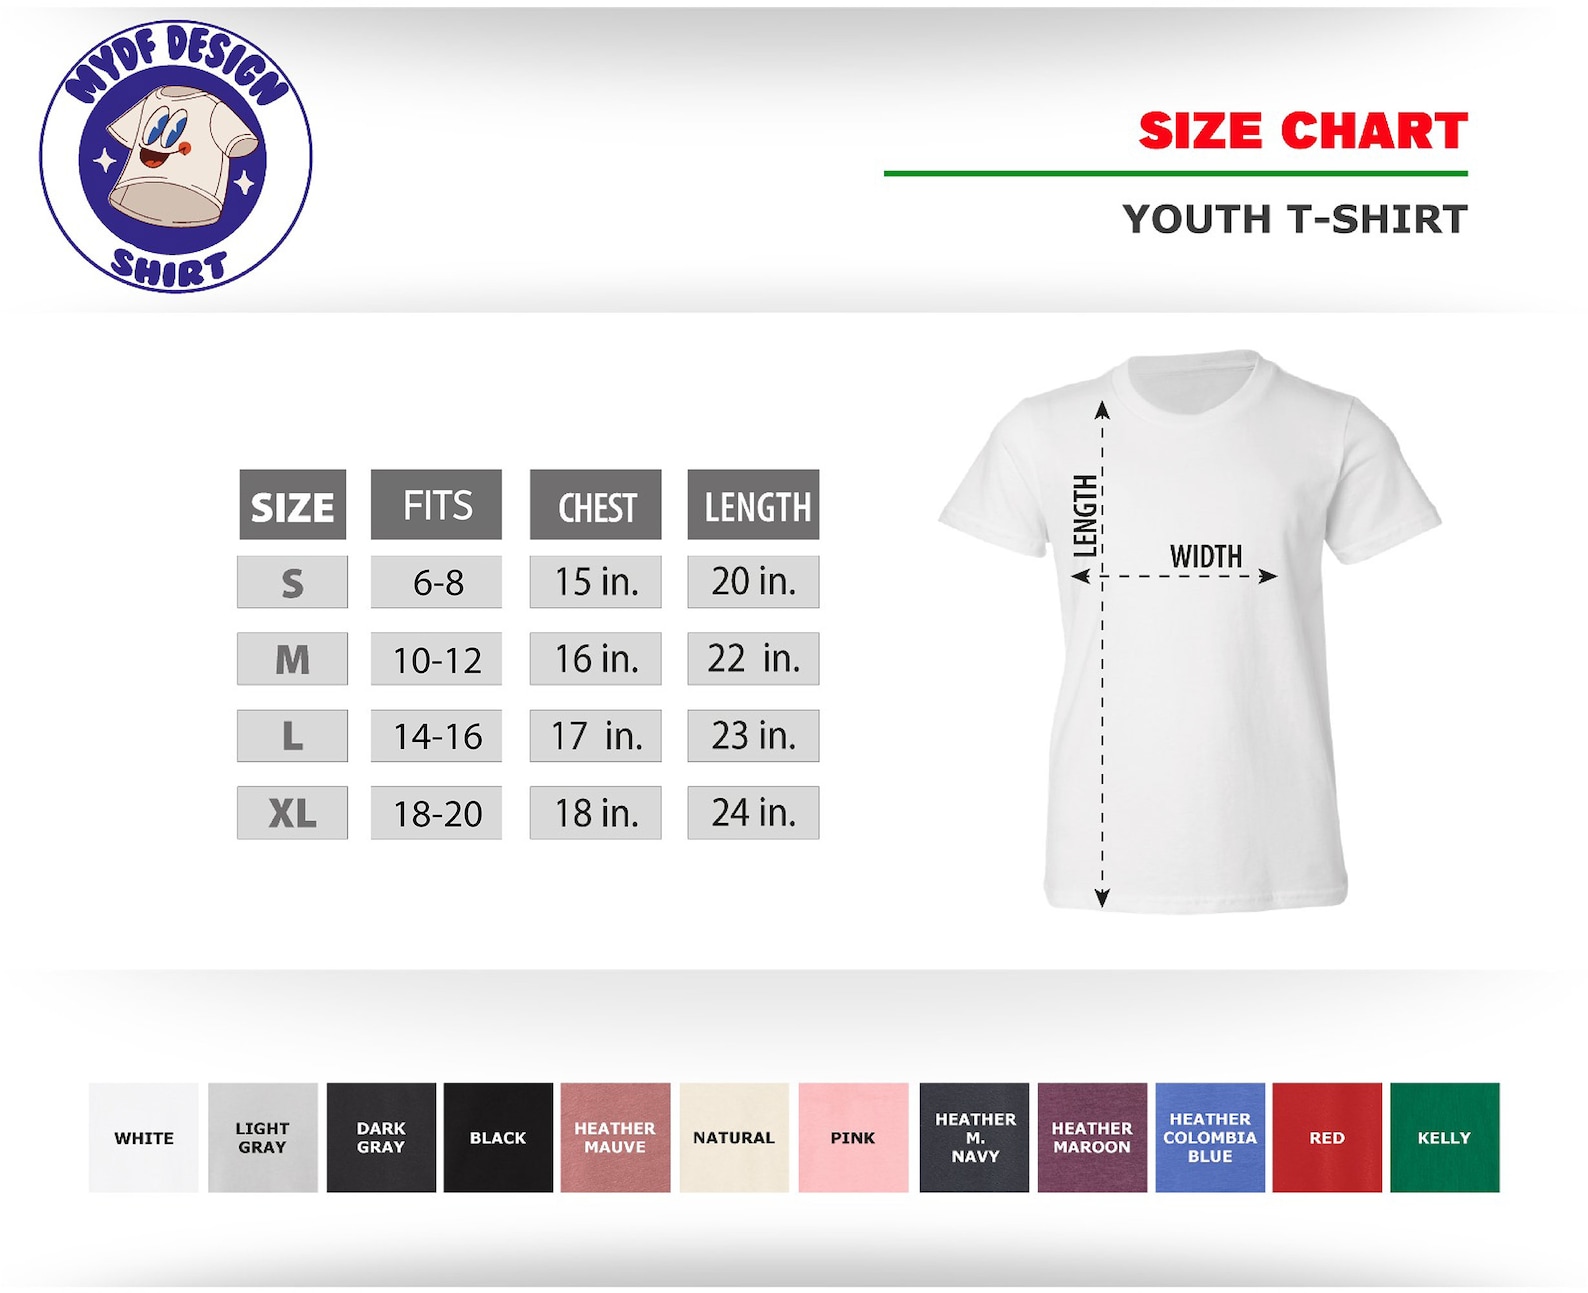 MYDF DESIGN
SHIRT
SIZE CHART
YOUTH T-SHIRT
SIZE FITS CHEST LENGTH
S 6-8 15 in. 20 in.
M 10-12 16 in. 22 in.
L 14-16 17 in. 23 in.
XL 18-20 18 in. 24 in.
LENGTH
WIDTH
WHITE
LIGHT
GRAY
DARK
GRAY
BLACK
HEATHER
MAUVE
NATURAL
PINK
HEATHER
M.
NAVY
HEATHER
MAROON
HEATHER
COLOMBIA
BLUE
RED
KELLY